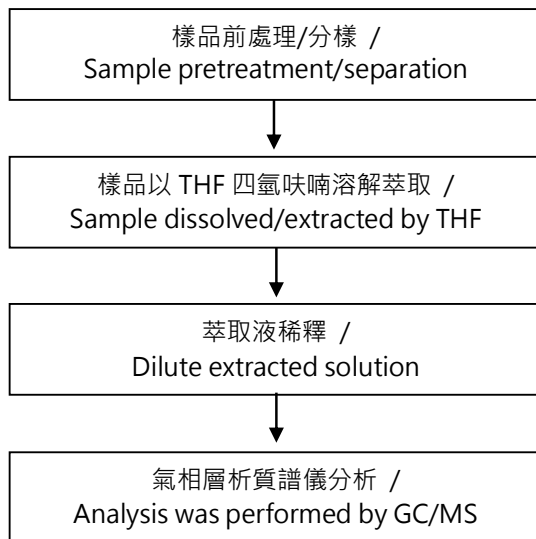 樣品前處理/分樣 /
Sample pretreatment/separation
樣品以 THF 四氫呋喃溶解萃取 /
Sample dissolved/extracted by THF
萃取液稀釋 /
Dilute extracted solution
氣相層析質譜儀分析 /
Analysis was performed by GC/MS